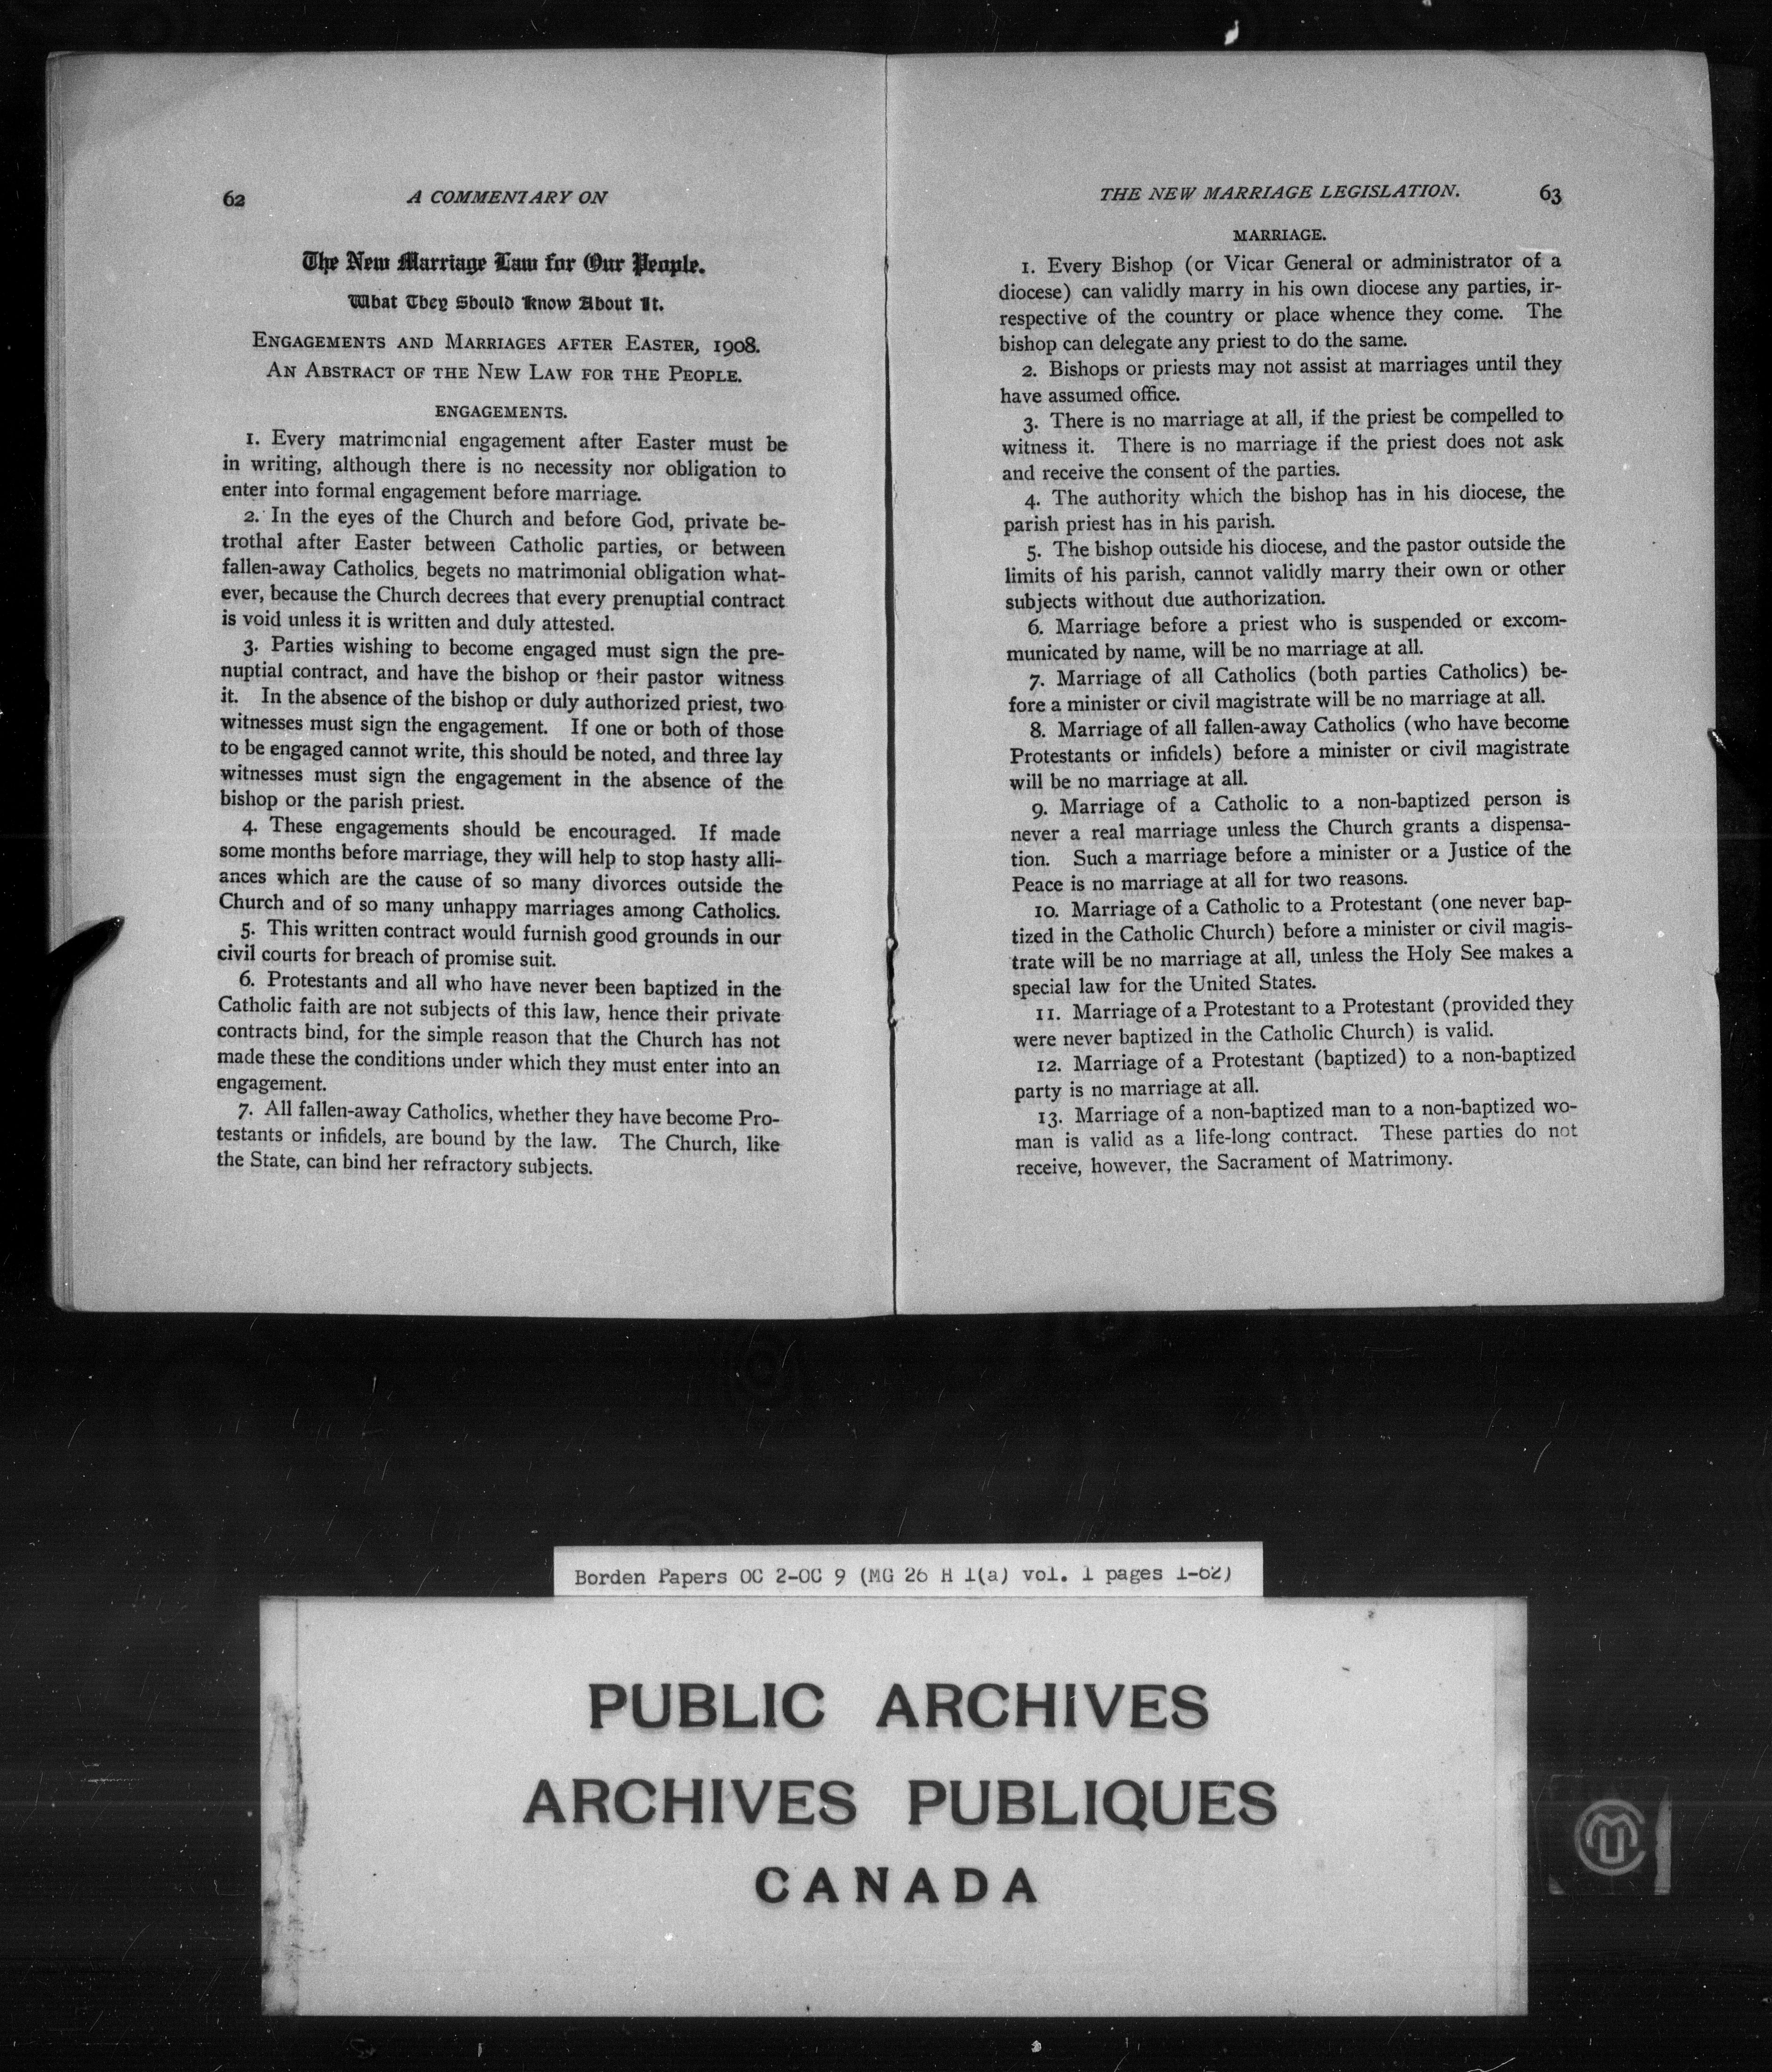 62
A COMMENTARY ON
The New Marriage Law for Our People.
What They Should Know About It.
ENGAGEMENTS AND MARRIAGES AFTER EASTER, 1908.
AN ABSTRACT OF THE NEW LAW FOR THE PEOPLE.
ENGAGEMENTS.
1. Every matrimonial engagement after Easter must be
in writing, although there is no necessity nor obligation to
enter into formal engagement before marriage.
2. In the eyes of the Church and before God, private be-
trothal after Easter between Catholic parties, or between
fallen-away Catholics, begets no matrimonial obligation what-
ever, because the Church decrees that every prenuptial contract
is void unless it is written and duly attested.
3. Parties wishing to become engaged must sign the pre-
nuptial contract, and have the bishop or their pastor witness
it. In the absence of the bishop or duly authorized priest, two
witnesses must sign the engagement. If one or both of those
to be engaged cannot write, this should be noted, and three lay
witnesses must sign the engagement in the absence of the
bishop or the parish priest.
4. These engagements should be encouraged. If made
some months before marriage, they will help to stop hasty alli-
ances which are the cause of so many divorces outside the
Church and of so many unhappy marriages among Catholics.
5. This written contract would furnish good grounds in our
civil courts for breach of promise suit.
6. Protestants and all who have never been baptized in the
Catholic faith are not subjects of this law, hence their private
contracts bind, for the simple reason that the Church has not
made these the conditions under which they must enter into an
engagement.
7. All fallen-away Catholics, whether they have become Pro-
testants or infidels, are bound by the law. The Church, like
the State, can bind her refractory subjects.
THE NEW MARRIAGE LEGISLATION.
63
MARRIAGE.
1. Every Bishop (or Vicar General or administrator of a
diocese) can validly marry in his own diocese any parties, ir-
respective of the country or place whence they come. The
bishop can delegate any priest to do the same.
2. Bishops or priests may not assist at marriages until they
have assumed office.
3. There is no marriage at all, if the priest be compelled to
witness it. There is no marriage if the priest does not ask
and receive the consent of the parties.
4. The authority which the bishop has in his diocese, the
parish priest has in his parish.
5. The bishop outside his diocese, and the pastor outside the
limits of his parish, cannot validly marry their own or other
subjects without due authorization.
6. Marriage before a priest who is suspended or excom-
municated by name, will be no marriage at all.
7. Marriage of all Catholics (both parties Catholics) be-
fore a minister or civil magistrate will be no marriage at all.
8. Marriage of all fallen-away Catholics (who have become
Protestants or infidels) before a minister or civil magistrate
will be no marriage at all.
9. Marriage of a Catholic to a non-baptized person is
never a real marriage unless the Church grants a dispensa-
tion. Such a marriage before a minister or a Justice of the
Peace is no marriage at all for two reasons.
10. Marriage of a Catholic to a Protestant (one never bap-
tized in the Catholic Church) before a minister or civil magis-
trate will be no marriage at all, unless the Holy See makes a
special law for the United States.
11. Marriage of a Protestant to a Protestant (provided they
were never baptized in the Catholic Church) is valid.
12. Marriage of a Protestant (baptized) to a non-baptized
party is no marriage at all.
13. Marriage of a non-baptized man to a non-baptized wo-
man is valid as a life-long contract. These parties do not
receive, however, the Sacrament of Matrimony.
Borden Papers OC 2-OC 9 (MG 26 H 1(a) vol. 1 pages 1-62)
PUBLIC ARCHIVES
ARCHIVES PUBLIQUES
CANADA